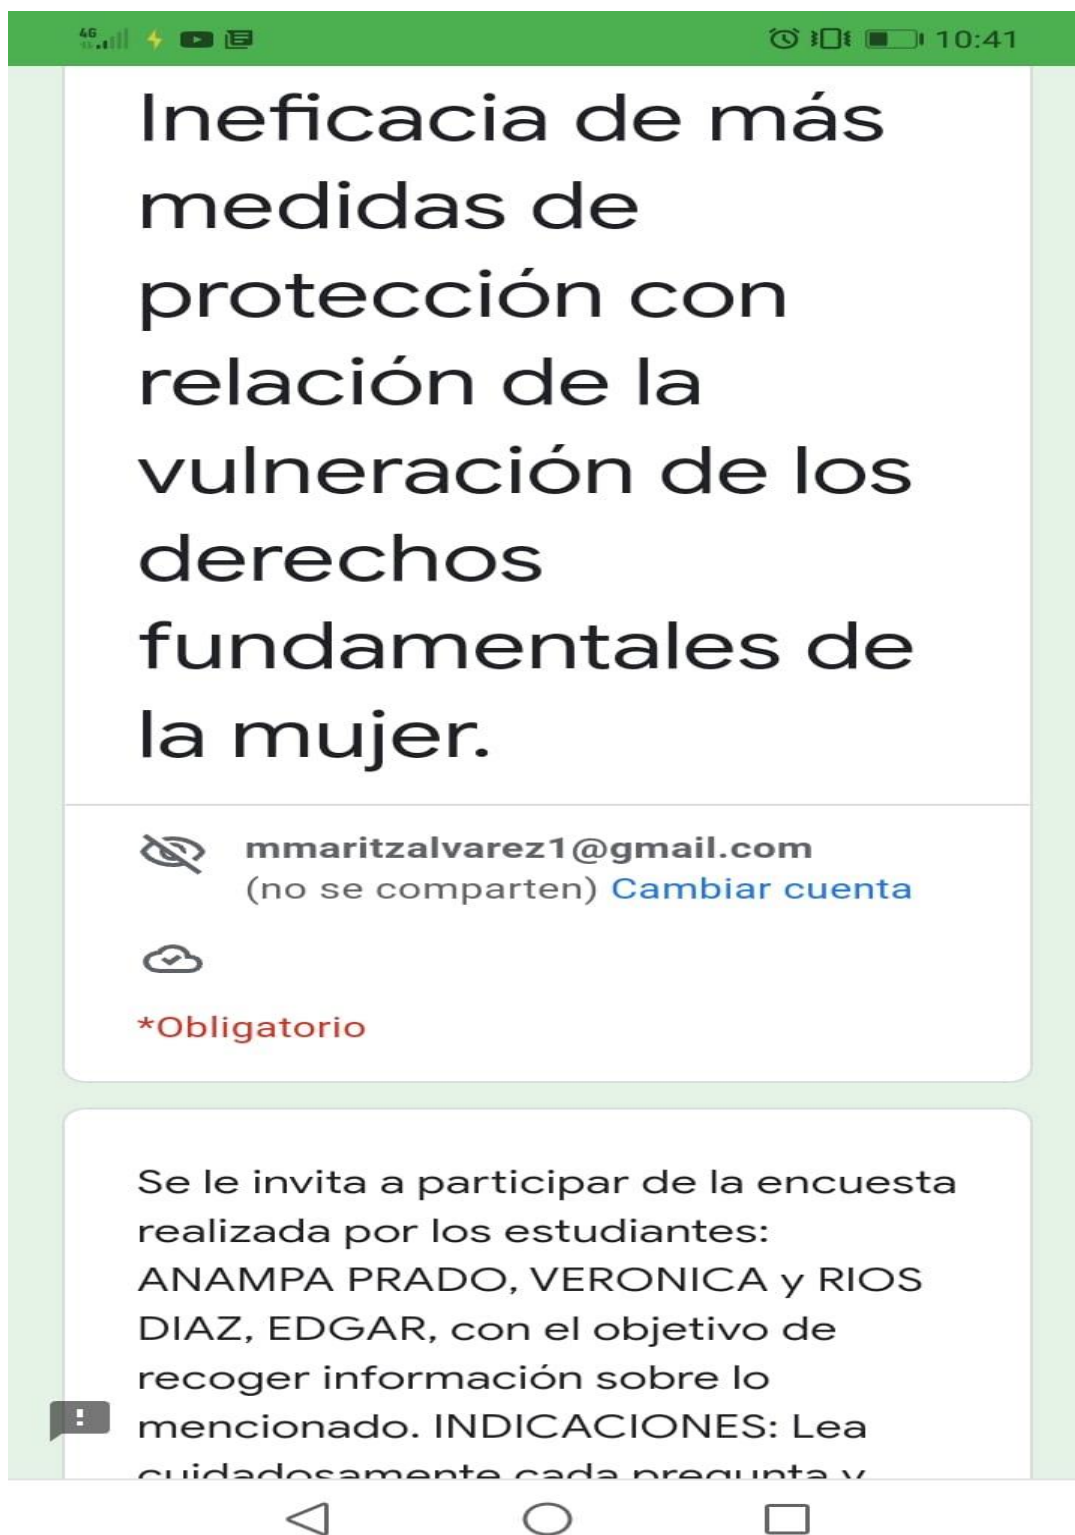 4G
10:41
Ineficacia de más
medidas de
protección con
relación de la
vulneración de los
derechos
fundamentales de
la mujer.
mmaritzalvarez1@gmail.com
(no se comparten) Cambiar cuenta
*Obligatorio
Se le invita a participar de la encuesta
realizada por los estudiantes:
ANAMPA PRADO, VERONICA y RIOS
DIAZ, EDGAR, con el objetivo de
recoger información sobre lo
mencionado. INDICACIONES: Lea
cuidadosamente cada pregunta y